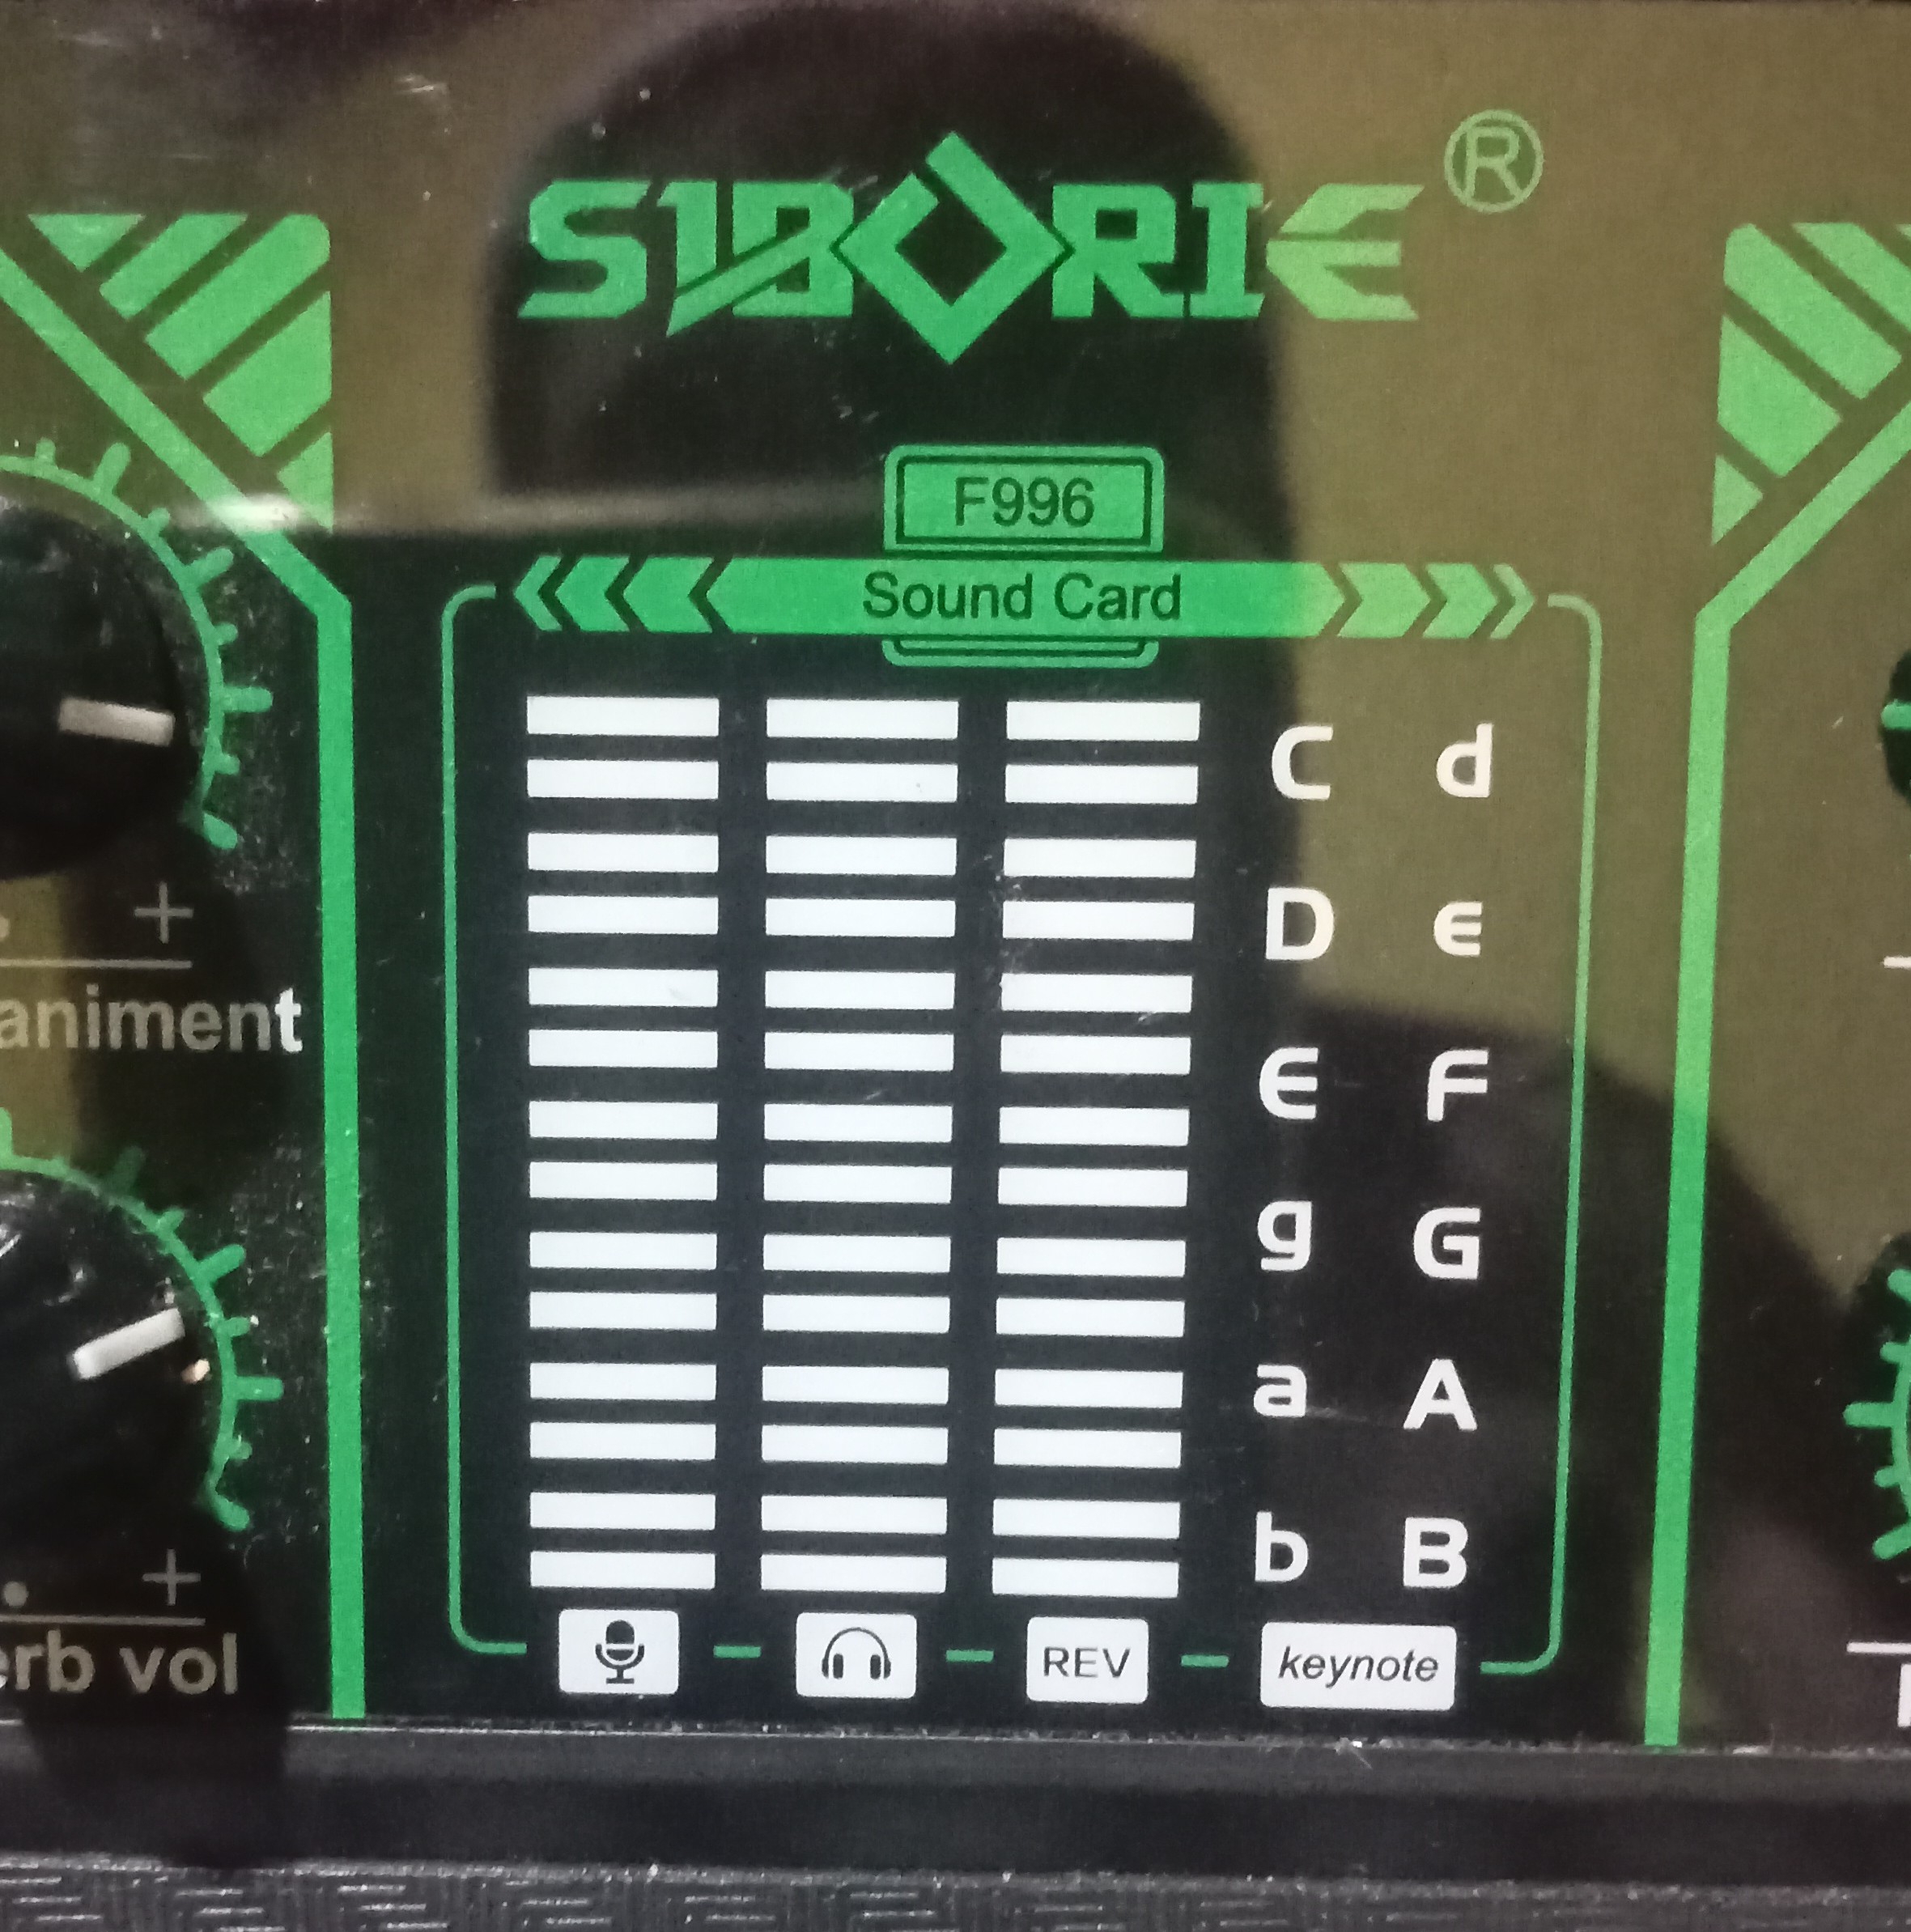 SIBORIE ®
F996
Sound Card
C d
D e
E F
g G
a A
b B
REV keynote
+
animent
+
erb vol